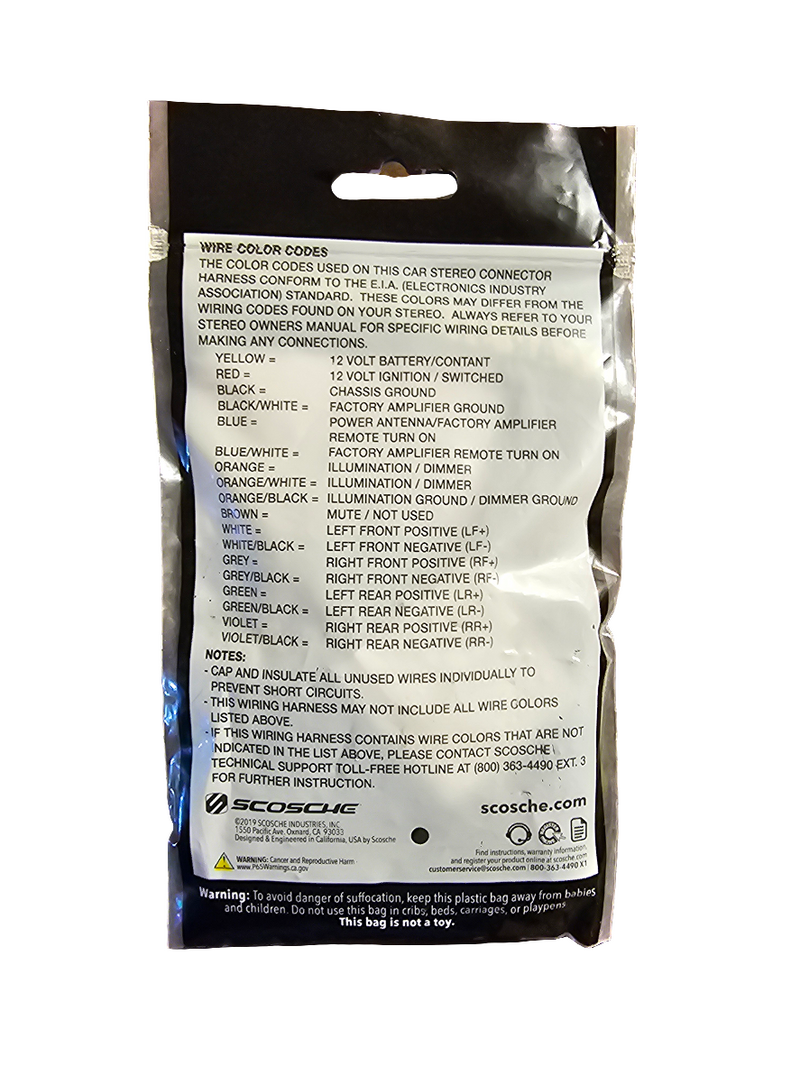 WIRE COLOR CODES
THE COLOR CODES USED ON THIS CAR STEREO CONNECTOR
HARNESS CONFORM TO THE E.I.A. (ELECTRONICS INDUSTRY
ASSOCIATION) STANDARD. THESE COLORS MAY DIFFER FROM THE
WIRING CODES FOUND ON YOUR STEREO. ALWAYS REFER TO YOUR
STEREO OWNERS MANUAL FOR SPECIFIC WIRING DETAILS BEFORE
MAKING ANY CONNECTIONS.
YELLOW = 12 VOLT BATTERY/CONTANT
RED = 12 VOLT IGNITION / SWITCHED
BLACK = CHASSIS GROUND
BLACK/WHITE = FACTORY AMPLIFIER GROUND
BLUE = POWER ANTENNA/FACTORY AMPLIFIER
REMOTE TURN ON
BLUE/WHITE = FACTORY AMPLIFIER REMOTE TURN ON
ORANGE = ILLUMINATION / DIMMER
ORANGE/WHITE = ILLUMINATION / DIMMER
ORANGE/BLACK = ILLUMINATION GROUND / DIMMER GROUND
BROWN = MUTE / NOT USED
WHITE = LEFT FRONT POSITIVE (LF+)
WHITE/BLACK = LEFT FRONT NEGATIVE (LF-)
GREY = RIGHT FRONT POSITIVE (RF+)
GREY/BLACK = RIGHT FRONT NEGATIVE (RF-)
GREEN = LEFT REAR POSITIVE (LR+)
GREEN/BLACK = LEFT REAR NEGATIVE (LR-)
VIOLET = RIGHT REAR POSITIVE (RR+)
VIOLET/BLACK = RIGHT REAR NEGATIVE (RR-)
NOTES:
- CAP AND INSULATE ALL UNUSED WIRES INDIVIDUALLY TO
PREVENT SHORT CIRCUITS.
- THIS WIRING HARNESS MAY NOT INCLUDE ALL WIRE COLORS
LISTED ABOVE.
- IF THIS WIRING HARNESS CONTAINS WIRE COLORS THAT ARE NOT
INDICATED IN THE LIST ABOVE, PLEASE CONTACT SCOSCHE
TECHNICAL SUPPORT TOLL-FREE HOTLINE AT (800) 363-4490 EXT. 3
FOR FURTHER INSTRUCTION.
SCOSCHE
©2019 SCOSCHE INDUSTRIES, INC.
1550 Pacific Ave. Oxnard, CA 93033
Designed & Engineered in California, USA by Scosche
WARNING: Cancer and Reproductive Harm
www.P65Warnings.ca.gov
scosche.com
Find instructions, warranty information,
and register your product online at scosche.com
customerservice@scosche.com | 800-363-4490 X1
Warning: To avoid danger of suffocation, keep this plastic bag away from babies
and children. Do not use this bag in cribs, beds, carriages, or playpens.
This bag is not a toy.